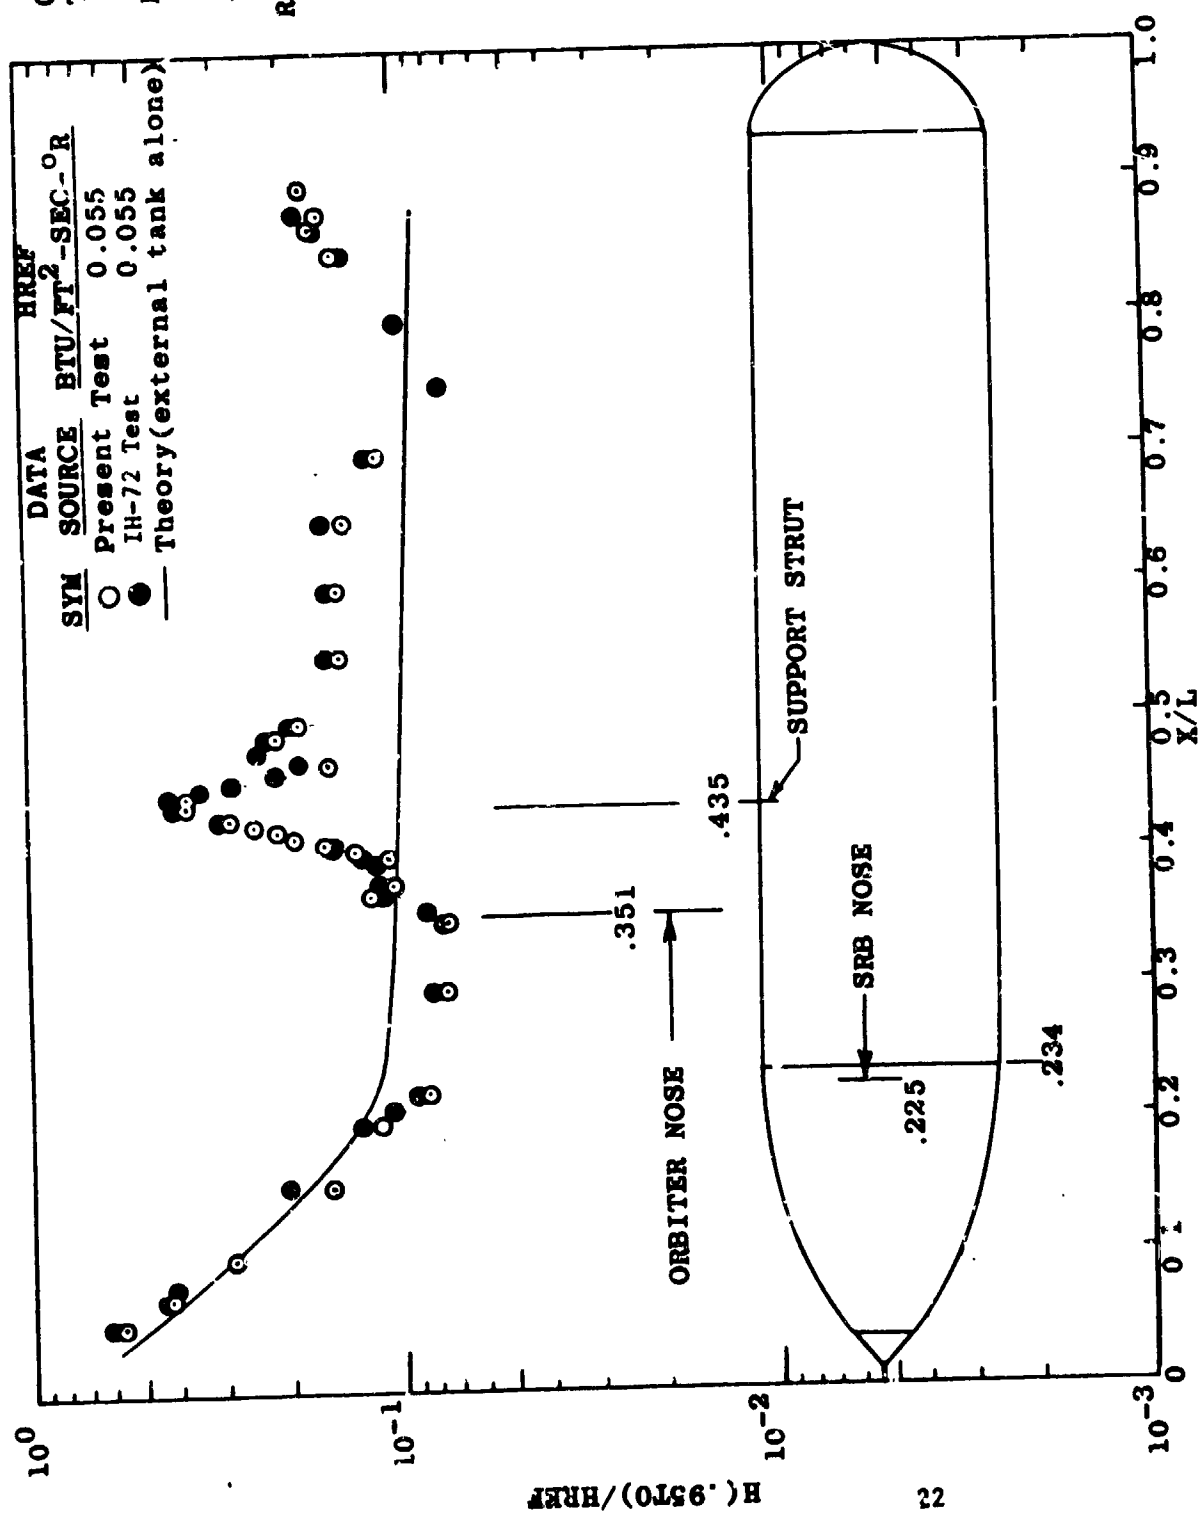 DATA HREF
SYM SOURCE BTU/FT²-SEC-°R
Present Test 0.055
IH-72 Test 0.055
Theory(external tank alone)
10⁰
10⁻¹
10⁻²
10⁻³
H(.95TO)/HREF
.435
SUPPORT STRUT
.351
ORBITER NOSE
SRB NOSE
.225
.234
0 0.1 0.2 0.3 0.4 0.5 0.6 0.7 0.8 0.9 1.0
X/L
22